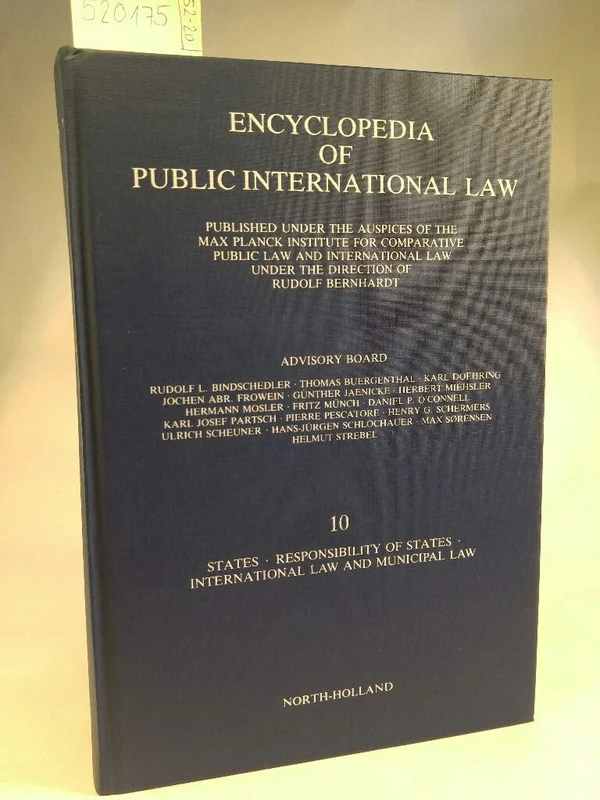 520175
52-20
ENCYCLOPEDIA
OF
PUBLIC INTERNATIONAL LAW
PUBLISHED UNDER THE AUSPICES OF THE
MAX PLANCK INSTITUTE FOR COMPARATIVE
PUBLIC LAW AND INTERNATIONAL LAW
UNDER THE DIRECTION OF
RUDOLF BERNHARDT
ADVISORY BOARD
RUDOLF L. BINDSCHEDLER · THOMAS BUERGENTHAL · KARL DOEHRING
JOCHEN ABR. FROWEIN · GÜNTHER JAENICKE · HERBERT MIEHSLER
HERMANN MOSLER · FRITZ MÜNCH · DANIEL P. O'CONNELL
KARL JOSEF PARTSCH · PIERRE PESCATORE · HENRY G. SCHERMERS
ULRICH SCHEUNER · HANS-JÜRGEN SCHLOCHAUER · MAX SØRENSEN
HELMUT STREBEL
10
STATES · RESPONSIBILITY OF STATES ·
INTERNATIONAL LAW AND MUNICIPAL LAW
NORTH-HOLLAND